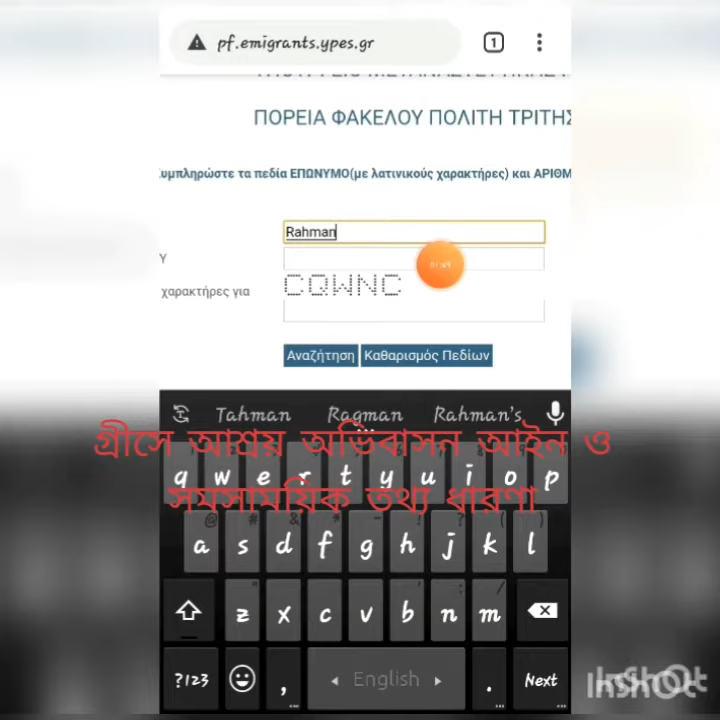 pf.emigrants.ypes.gr 1
ΠΟΡΕΙΑ ΦΑΚΕΛΟΥ ΠΟΛΙΤΗ ΤΡΙΤΗΣ
υμπληρώστε τα πεδία ΕΠΩΝΥΜΟ(με λατινικούς χαρακτήρες) και ΑΡΙΘΜ
Rahman
Υ
χαρακτήρες για CQWNC
Αναζήτηση Καθαρισμός Πεδίων
Tahman Ragman Rahman's
গ্রীসে আশ্রয় অভিবাসন আইন ও
q w e r t y u i o p
সমসাময়িক তথ্য ধারণা
a s d f g h j k l
z x c v b n m
?123 , English . Next
InShOt